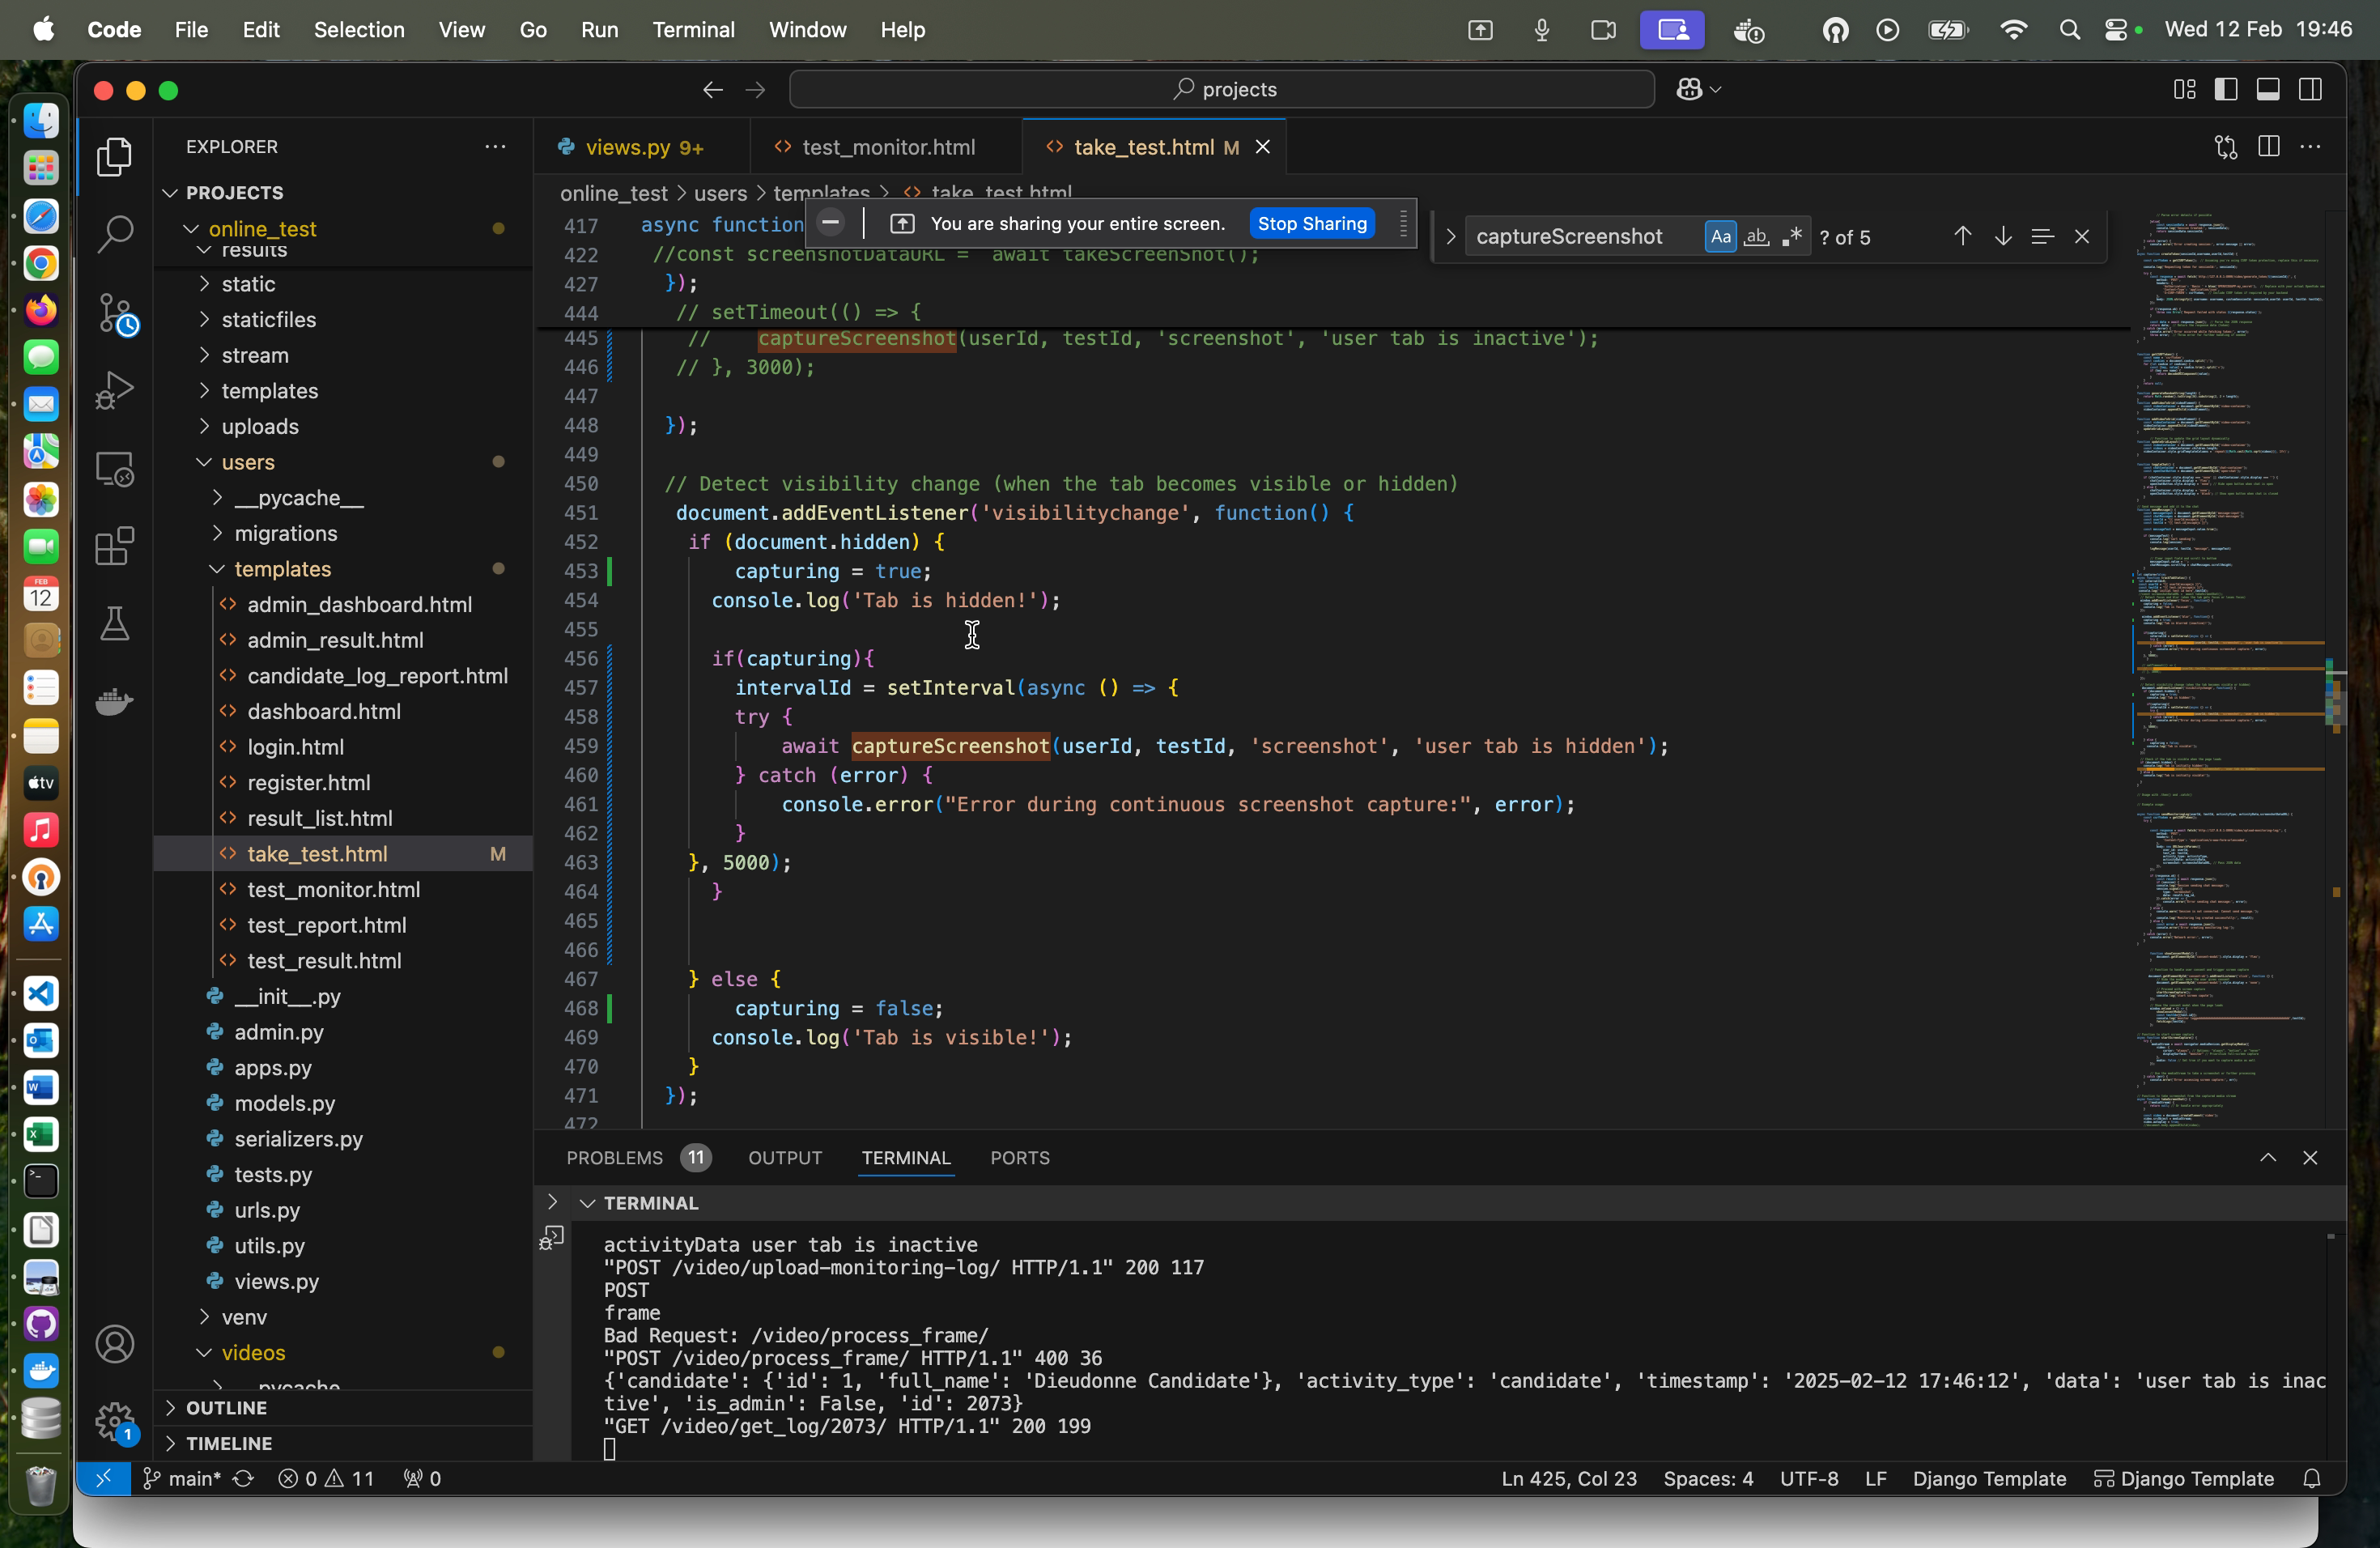 Code File Edit Selection View Go Run Terminal Window Help Wed 12 Feb 19:46
projects
EXPLORER
PROJECTS
online_test
results
static
staticfiles
stream
templates
uploads
users
__pycache__
migrations
templates
admin_dashboard.html
admin_result.html
candidate_log_report.html
dashboard.html
login.html
register.html
result_list.html
take_test.html M
test_monitor.html
test_report.html
test_result.html
__init__.py
admin.py
apps.py
models.py
serializers.py
tests.py
urls.py
utils.py
views.py
venv
videos
pycache
OUTLINE
TIMELINE
views.py 9+ test_monitor.html take_test.html M
online_test > users > templates > take_test.html
You are sharing your entire screen. Stop Sharing
captureScreenshot Aa ab .* ? of 5
417 async function
422 //const screenshotDataURL = await takeScreenShot();
427 });
444 // setTimeout(() => {
445 // captureScreenshot(userId, testId, 'screenshot', 'user tab is inactive');
446 // }, 3000);
447
448 });
449
450 // Detect visibility change (when the tab becomes visible or hidden)
451 document.addEventListener('visibilitychange', function() {
452 if (document.hidden) {
453 capturing = true;
454 console.log('Tab is hidden!');
455
456 if(capturing){
457 intervalId = setInterval(async () => {
458 try {
459 await captureScreenshot(userId, testId, 'screenshot', 'user tab is hidden');
460 } catch (error) {
461 console.error("Error during continuous screenshot capture:", error);
462 }
463 }, 5000);
464 }
465
466
467 } else {
468 capturing = false;
469 console.log('Tab is visible!');
470 }
471 });
472
PROBLEMS 11 OUTPUT TERMINAL PORTS
TERMINAL
activityData user tab is inactive
"POST /video/upload-monitoring-log/ HTTP/1.1" 200 117
POST
frame
Bad Request: /video/process_frame/
"POST /video/process_frame/ HTTP/1.1" 400 36
{'candidate': {'id': 1, 'full_name': 'Dieudonne Candidate'}, 'activity_type': 'candidate', 'timestamp': '2025-02-12 17:46:12', 'data': 'user tab is inac
tive', 'is_admin': False, 'id': 2073}
"GET /video/get_log/2073/ HTTP/1.1" 200 199
main* 0 11 0 Ln 425, Col 23 Spaces: 4 UTF-8 LF Django Template Django Template
FEB
12
tv
1